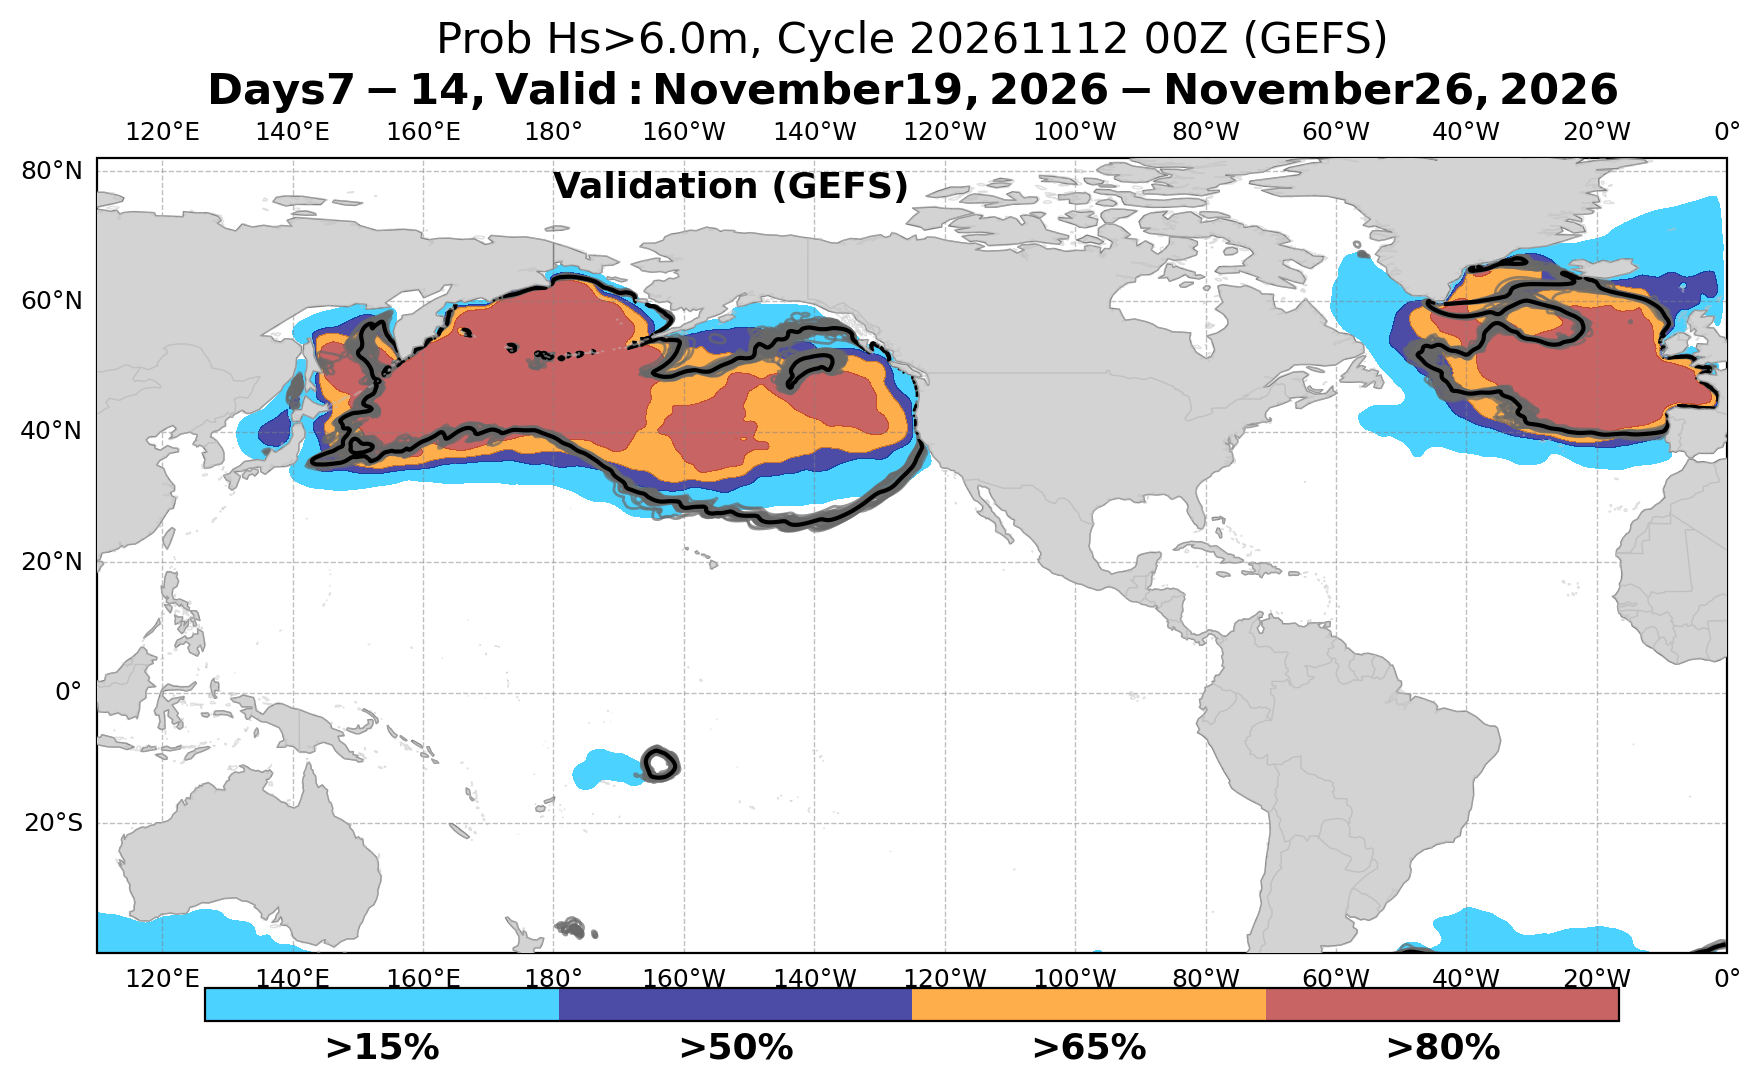 Prob Hs>6.0m, Cycle 20261112 00Z (GEFS)
Days7 − 14, Valid : November19, 2026 − November26, 2026
120°E 140°E 160°E 180° 160°W 140°W 120°W 100°W 80°W 60°W 40°W 20°W 0°
80°N
Validation (GEFS)
60°N
40°N
20°N
0°
20°S
120°E 140°E 160°E 180° 160°W 140°W 120°W 100°W 80°W 60°W 40°W 20°W 0°
>15% >50% >65% >80%